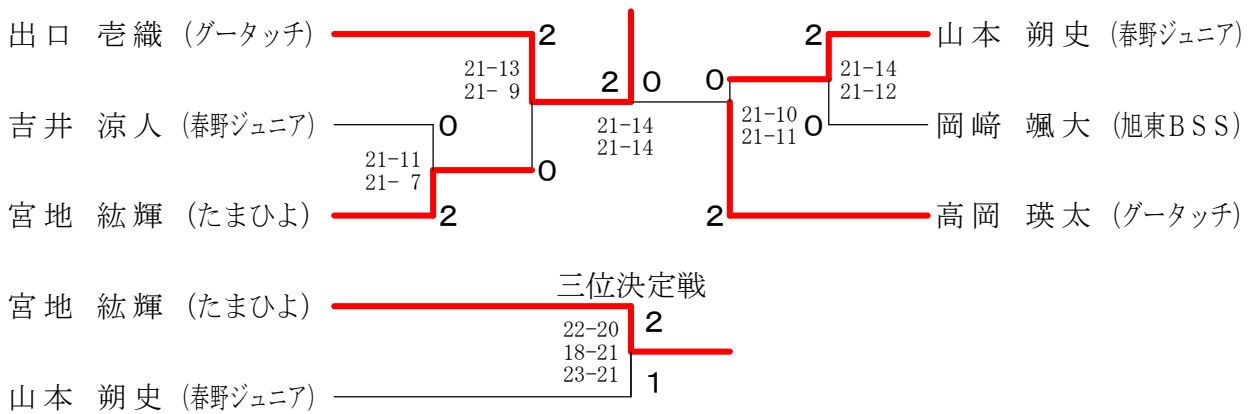 出口 壱織 (グータッチ) 2 2 山本 朔史 (春野ジュニア)
21-13 2 0 0 21-14
21- 9 21-12
吉井 涼人 (春野ジュニア) 0 21-14 21-10 0 岡﨑 颯大 (旭東BSS)
21-14 21-11
21-11 0
21- 7
宮地 紘輝 (たまひよ) 2 2 高岡 瑛太 (グータッチ)
三位決定戦
宮地 紘輝 (たまひよ) 2
22-20
18-21
23-21
山本 朔史 (春野ジュニア) 1